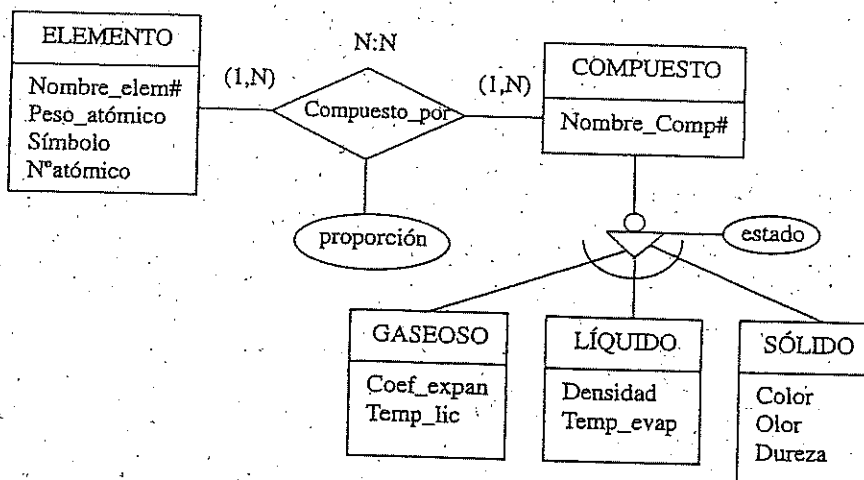 ELEMENTO
Nombre_elem#
Peso_atómico
Símbolo
Nºatómico
(1,N)
N:N
Compuesto_por
(1,N)
proporción
COMPUESTO
Nombre_Comp#
estado
GASEOSO
Coef_expan
Temp_lic
LÍQUIDO
Densidad
Temp_evap
SÓLIDO
Color
Olor
Dureza